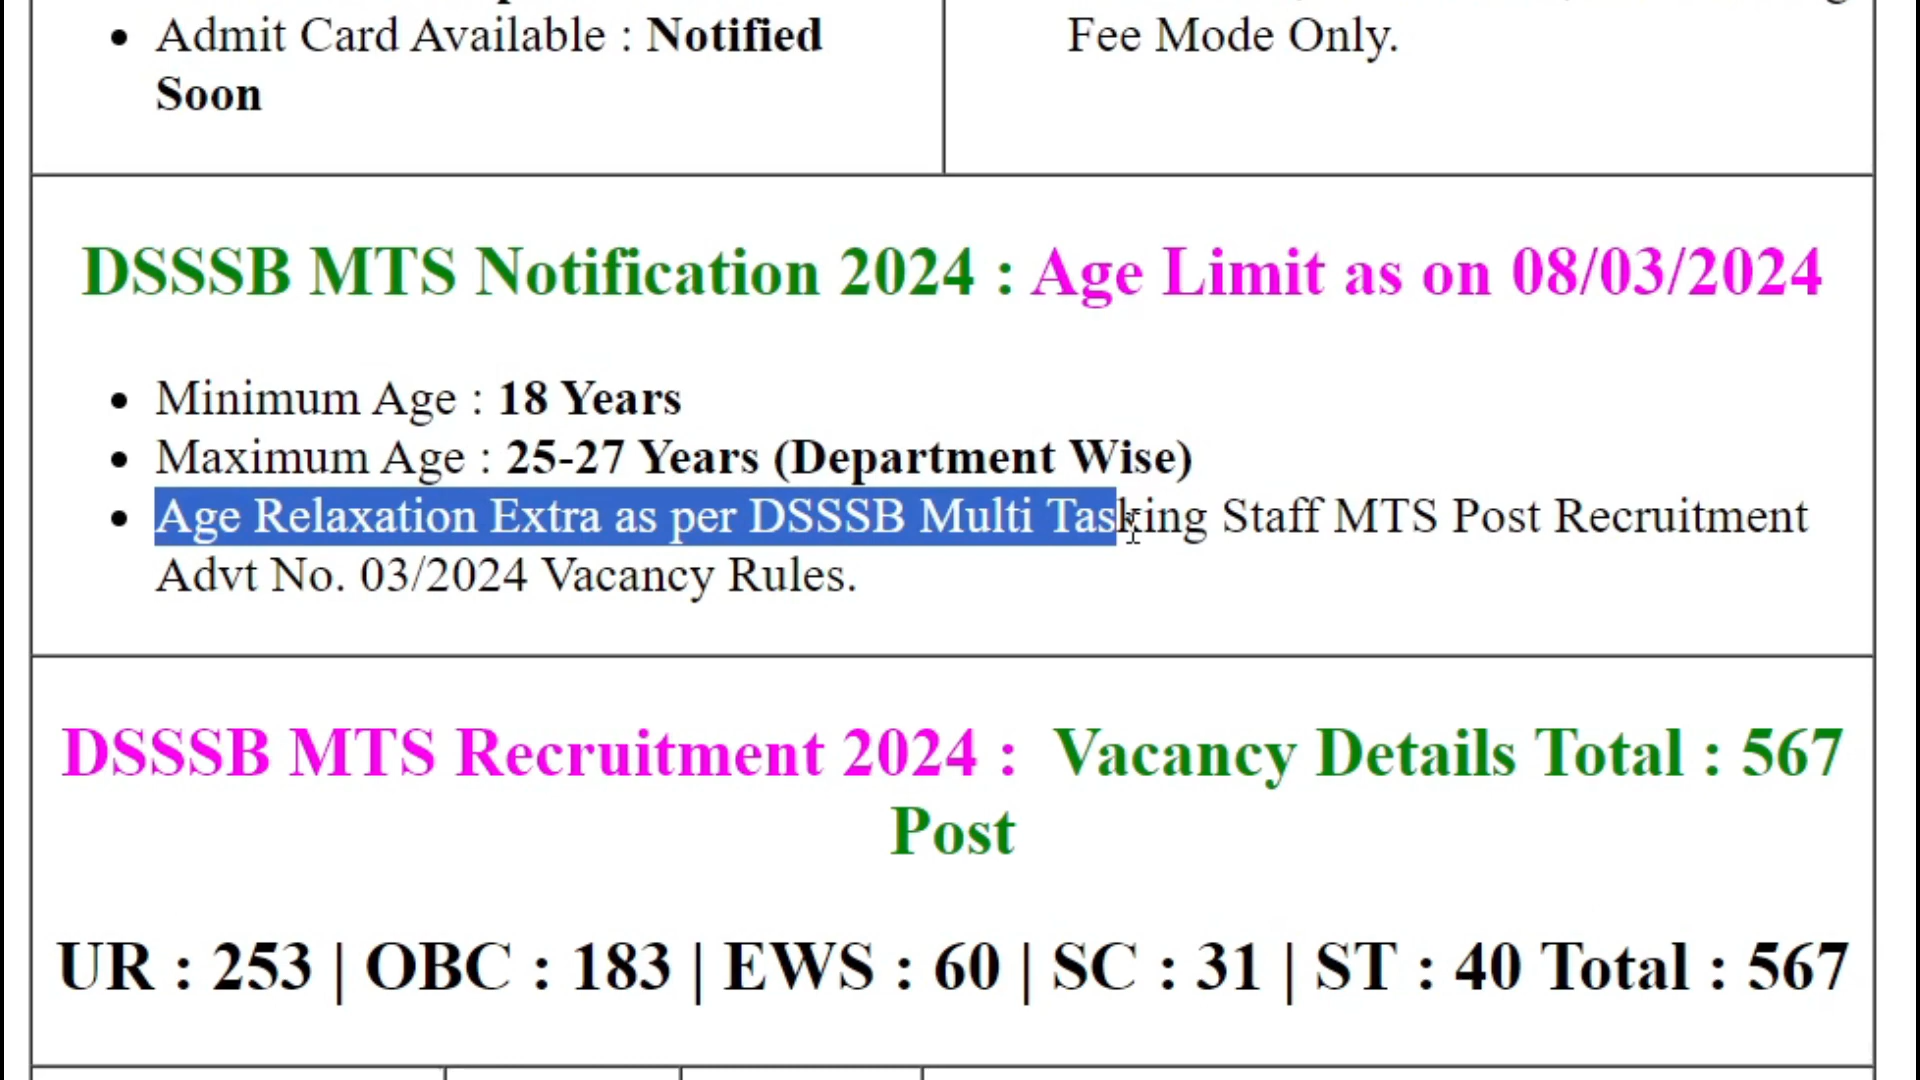 Admit Card Available : Notified
Soon
Fee Mode Only.
DSSSB MTS Notification 2024 : Age Limit as on 08/03/2024
Minimum Age : 18 Years
Maximum Age : 25-27 Years (Department Wise)
Age Relaxation Extra as per DSSSB Multi Tasking Staff MTS Post Recruitment
Advt No. 03/2024 Vacancy Rules.
DSSSB MTS Recruitment 2024 : Vacancy Details Total : 567
Post
UR : 253 | OBC : 183 | EWS : 60 | SC : 31 | ST : 40 Total : 567